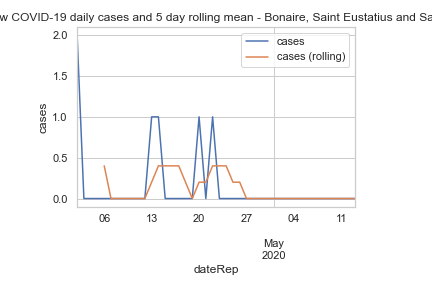 w COVID-19 daily cases and 5 day rolling mean - Bonaire, Saint Eustatius and Sa
cases
cases (rolling)
2.0
1.5
1.0
0.5
0.0
cases
06 13 20 27 04 11
May
2020
dateRep